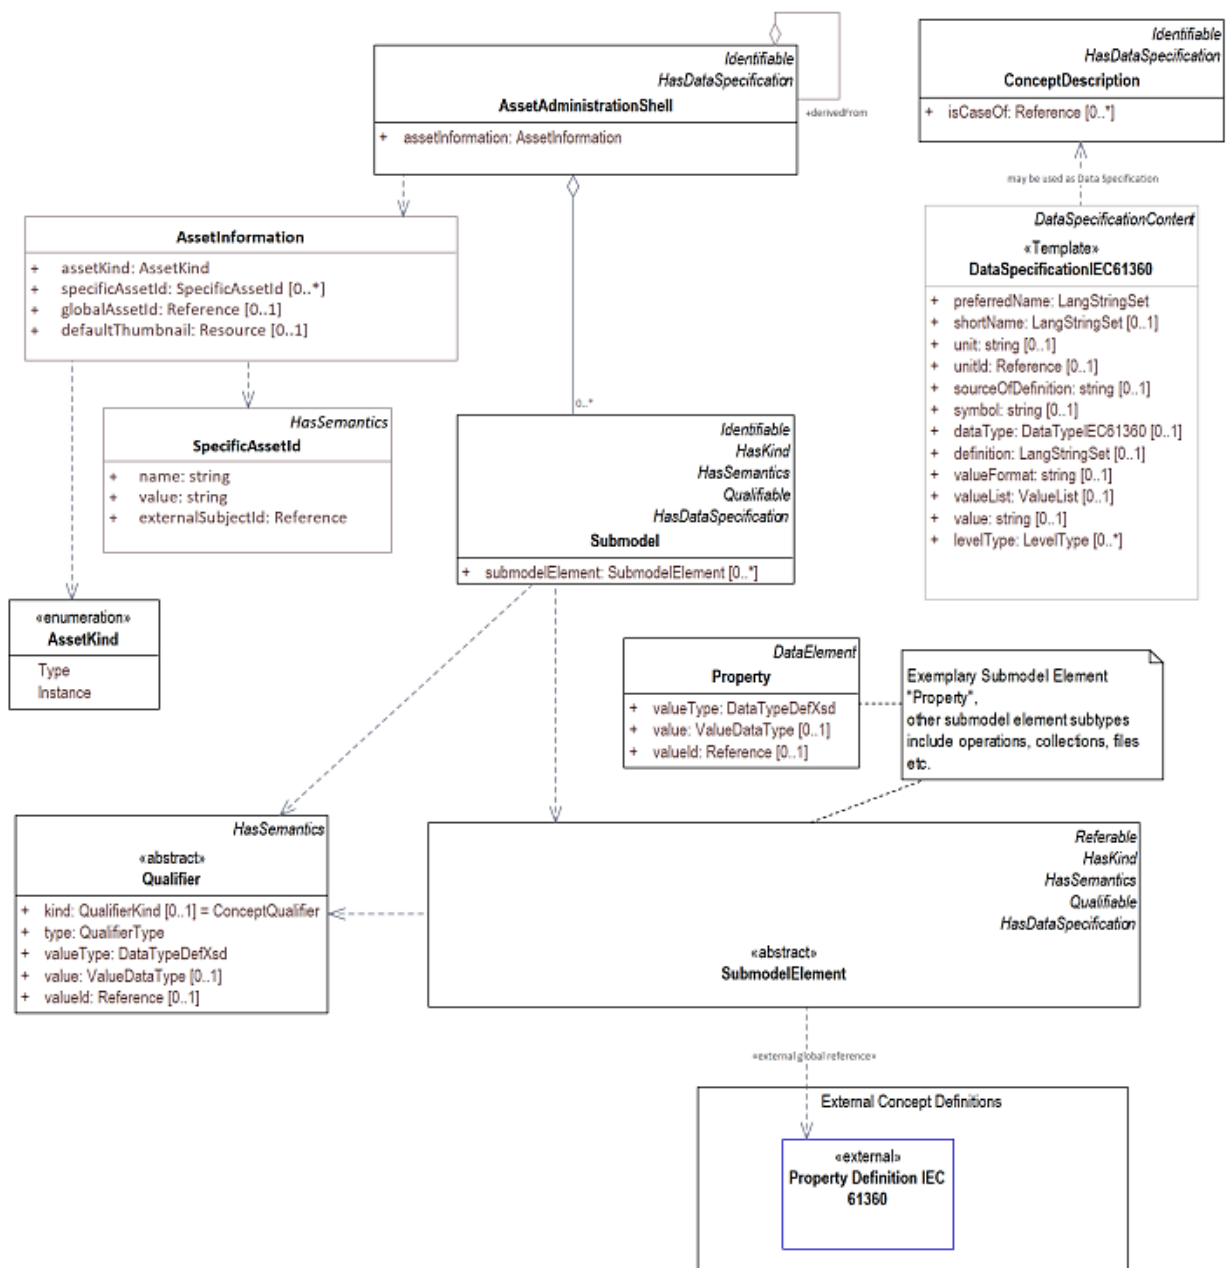 Identifiable
HasDataSpecification
AssetAdministrationShell
+ assetInformation: AssetInformation
+derivedFrom
Identifiable
HasDataSpecification
ConceptDescription
+ isCaseOf: Reference [0..*]
may be used as Data Specification
DataSpecificationContent
«Template»
DataSpecificationIEC61360
+ preferredName: LangStringSet
+ shortName: LangStringSet [0..1]
+ unit: string [0..1]
+ unitId: Reference [0..1]
+ sourceOfDefinition: string [0..1]
+ symbol: string [0..1]
+ dataType: DataTypeIEC61360 [0..1]
+ definition: LangStringSet [0..1]
+ valueFormat: string [0..1]
+ valueList: ValueList [0..1]
+ value: string [0..1]
+ levelType: LevelType [0..*]
AssetInformation
+ assetKind: AssetKind
+ specificAssetId: SpecificAssetId [0..*]
+ globalAssetId: Reference [0..1]
+ defaultThumbnail: Resource [0..1]
HasSemantics
SpecificAssetId
+ name: string
+ value: string
+ externalSubjectId: Reference
0..*
Identifiable
HasKind
HasSemantics
Qualifiable
HasDataSpecification
Submodel
+ submodelElement: SubmodelElement [0..*]
«enumeration»
AssetKind
Type
Instance
DataElement
Property
+ valueType: DataTypeDefXsd
+ value: ValueDataType [0..1]
+ valueId: Reference [0..1]
Exemplary Submodel Element
"Property",
other submodel element subtypes
include operations, collections, files
etc.
HasSemantics
«abstract»
Qualifier
+ kind: QualifierKind [0..1] = ConceptQualifier
+ type: QualifierType
+ valueType: DataTypeDefXsd
+ value: ValueDataType [0..1]
+ valueId: Reference [0..1]
Referable
HasKind
HasSemantics
Qualifiable
HasDataSpecification
«abstract»
SubmodelElement
«external global reference»
External Concept Definitions
«external»
Property Definition IEC
61360